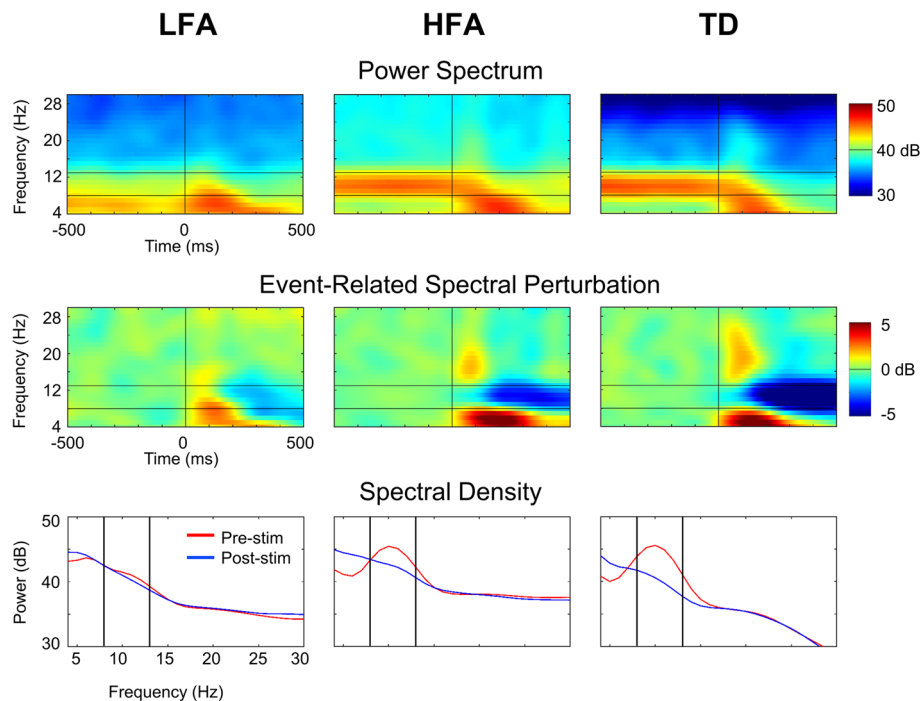 LFA HFA TD
Power Spectrum
28
20
12
4
Frequency (Hz)
-500 0 500
Time (ms)
50
40 dB
30
Event-Related Spectral Perturbation
28
20
12
4
Frequency (Hz)
-500 0 500
Time (ms)
5
0 dB
-5
Spectral Density
50
40
30
Power (dB)
Pre-stim
Post-stim
5 10 15 20 25 30
Frequency (Hz)